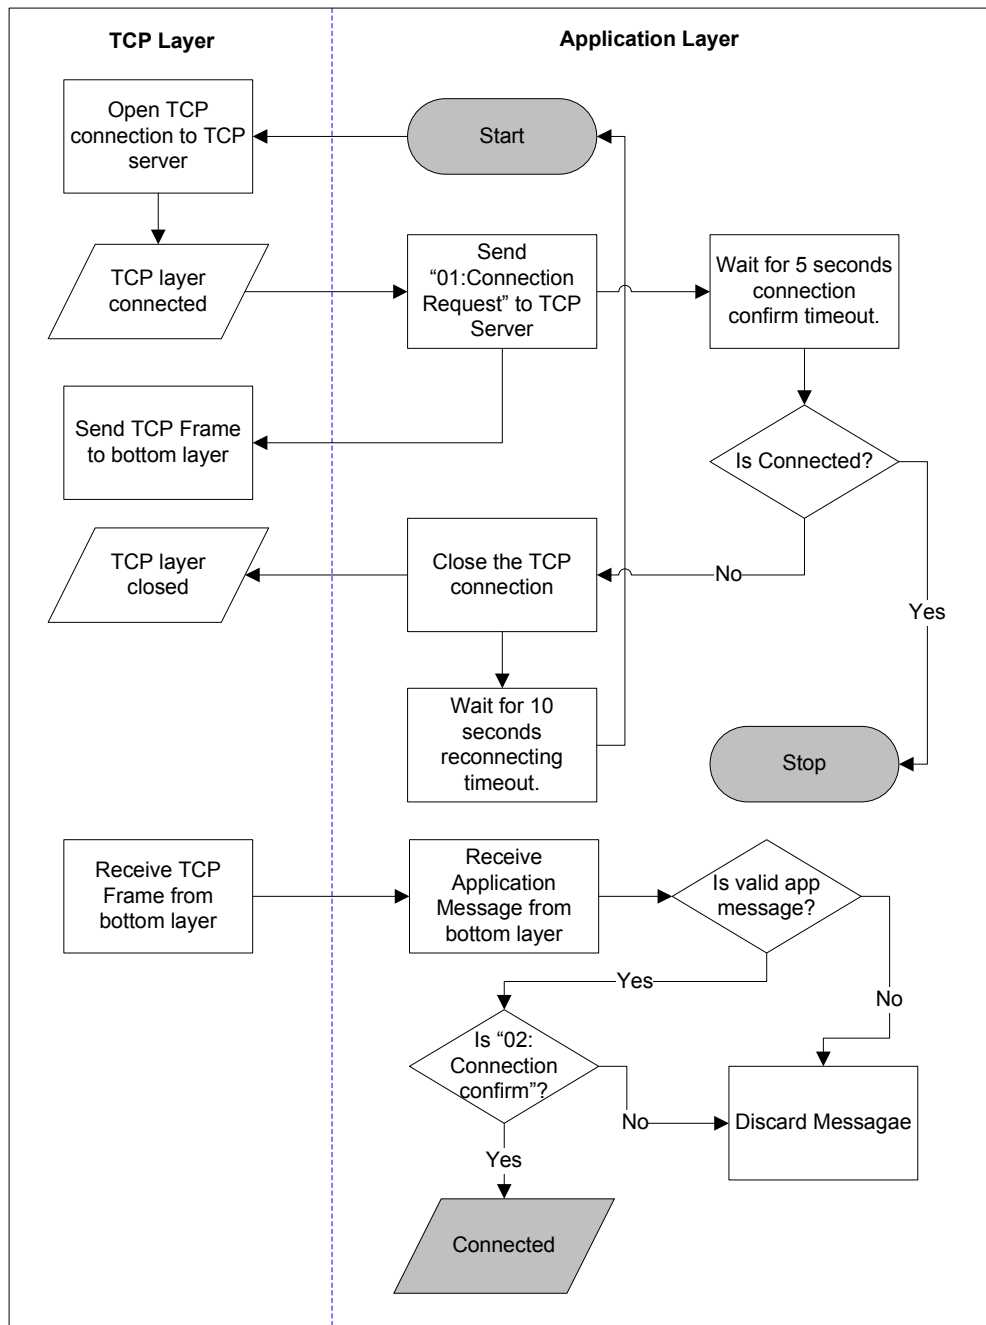 TCP Layer
Application Layer
Open TCP
connection to TCP
server
Start
TCP layer
connected
Send
“01:Connection
Request” to TCP
Server
Wait for 5 seconds
connection
confirm timeout.
Send TCP Frame
to bottom layer
Is Connected?
TCP layer
closed
Close the TCP
connection
No
Yes
Wait for 10
seconds
reconnecting
timeout.
Stop
Receive TCP
Frame from
bottom layer
Receive
Application
Message from
bottom layer
Is valid app
message?
Yes
No
Is “02:
Connection
confirm”?
No
Discard Messagae
Yes
Connected